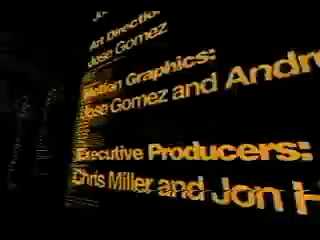 Art Direction
Jose Gomez
Motion Graphics:
Jose Gomez and Andr
Executive Producers:
Chris Miller and Jon H